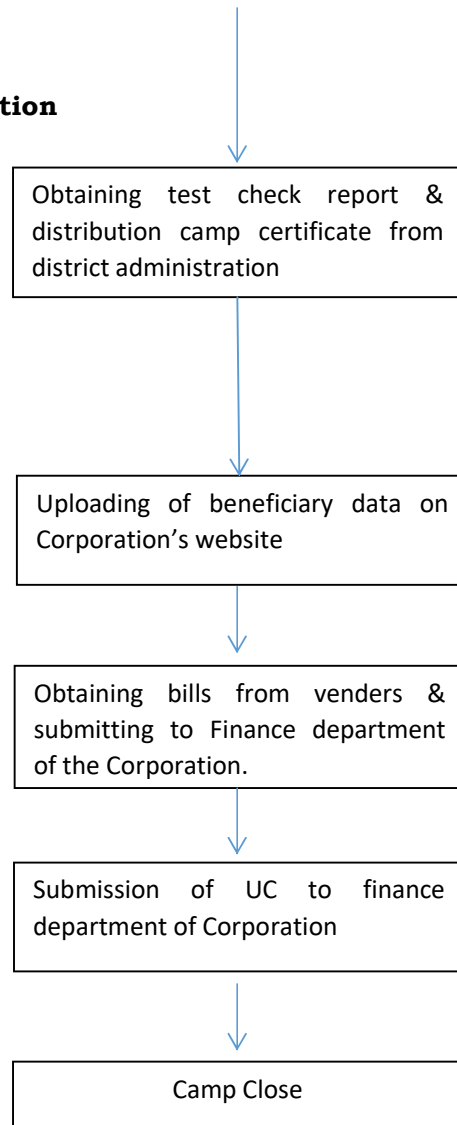 tion
Obtaining test check report &
distribution camp certificate from
district administration
Uploading of beneficiary data on
Corporation’s website
Obtaining bills from venders &
submitting to Finance department
of the Corporation.
Submission of UC to finance
department of Corporation
Camp Close